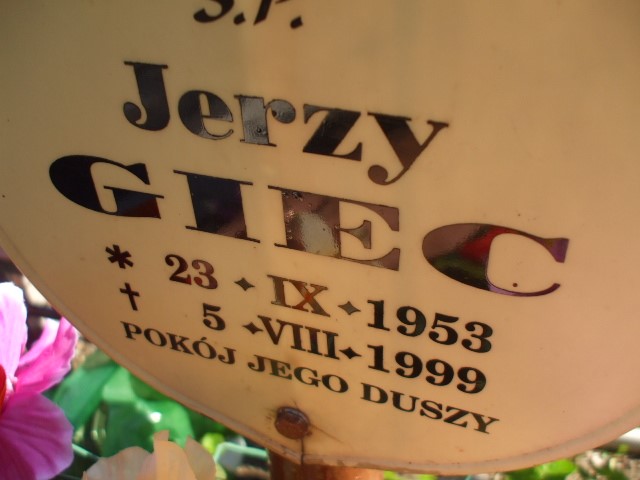 Ś.P.
Jerzy
GIEC
* 23 ✦ IX ✦ 1953
† 5 ✦ VIII ✦ 1999
POKÓJ JEGO DUSZY